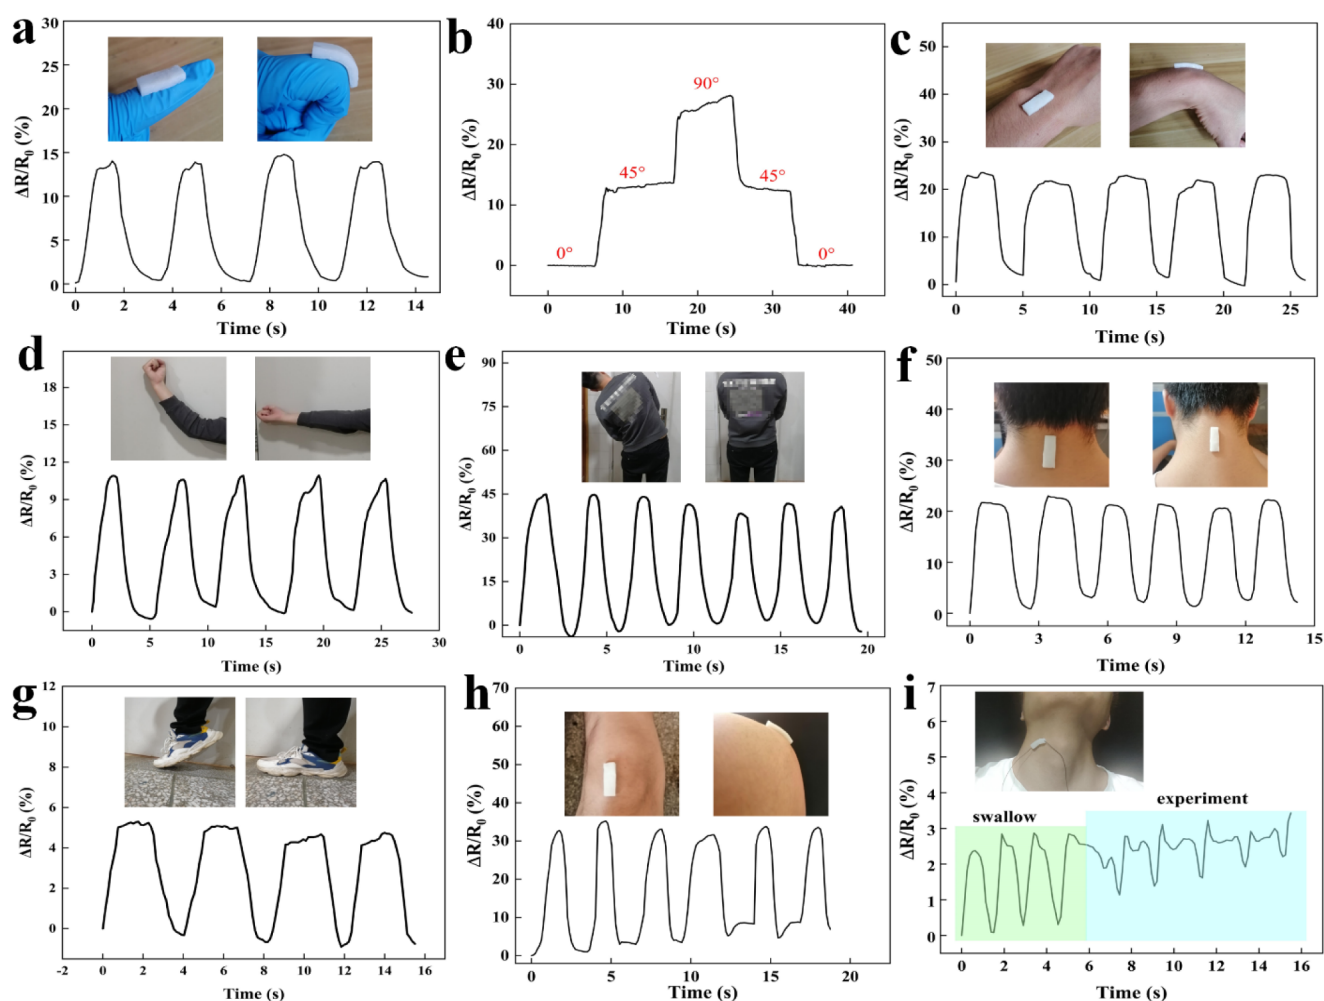 a
ΔR/R₀ (%)
30
25
20
15
10
5
0
0 2 4 6 8 10 12 14
Time (s)
b
ΔR/R₀ (%)
40
30
20
10
0
0°
45°
90°
45°
0°
0 10 20 30 40
Time (s)
c
ΔR/R₀ (%)
50
40
30
20
10
0
0 5 10 15 20 25
Time (s)
d
ΔR/R₀ (%)
18
15
12
9
6
3
0
0 5 10 15 20 25 30
Time (s)
e
ΔR/R₀ (%)
90
75
60
45
30
15
0
0 5 10 15 20
Time (s)
f
ΔR/R₀ (%)
50
40
30
20
10
0
0 3 6 9 12 15
Time (s)
g
ΔR/R₀ (%)
12
10
8
6
4
2
0
-2 0 2 4 6 8 10 12 14 16
Time (s)
h
ΔR/R₀ (%)
70
60
50
40
30
20
10
0
0 5 10 15 20
Time (s)
i
ΔR/R₀ (%)
7
6
5
4
3
2
1
0
swallow
experiment
0 2 4 6 8 10 12 14 16
Time (s)